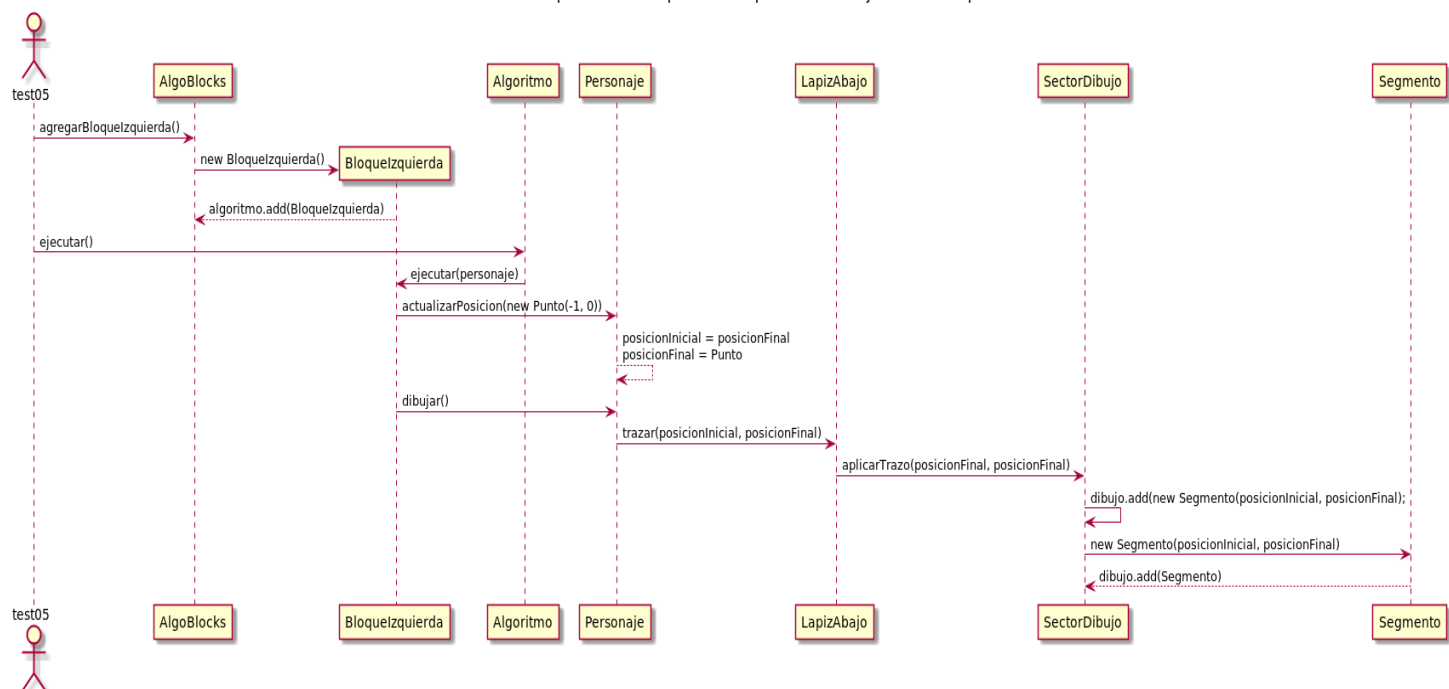 test05
AlgoBlocks
Algoritmo
Personaje
LapizAbajo
SectorDibujo
Segmento
agregarBloqueIzquierda()
new BloqueIzquierda()
BloqueIzquierda
algoritmo.add(BloqueIzquierda)
ejecutar()
ejecutar(personaje)
actualizarPosicion(new Punto(-1, 0))
posicionInicial = posicionFinal
posicionFinal = Punto
dibujar()
trazar(posicionInicial, posicionFinal)
aplicarTrazo(posicionFinal, posicionFinal)
dibujo.add(new Segmento(posicionInicial, posicionFinal);
new Segmento(posicionInicial, posicionFinal)
dibujo.add(Segmento)
test05
AlgoBlocks
BloqueIzquierda
Algoritmo
Personaje
LapizAbajo
SectorDibujo
Segmento